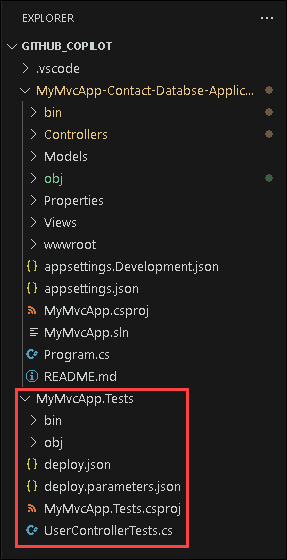 EXPLORER
GITHUB_COPILOT
.vscode
MyMvcApp-Contact-Databse-Applic...
bin
Controllers
Models
obj
Properties
Views
wwwroot
{} appsettings.Development.json
{} appsettings.json
MyMvcApp.csproj
MyMvcApp.sln
C# Program.cs
README.md
MyMvcApp.Tests
bin
obj
{} deploy.json
{} deploy.parameters.json
MyMvcApp.Tests.csproj
C# UserControllerTests.cs